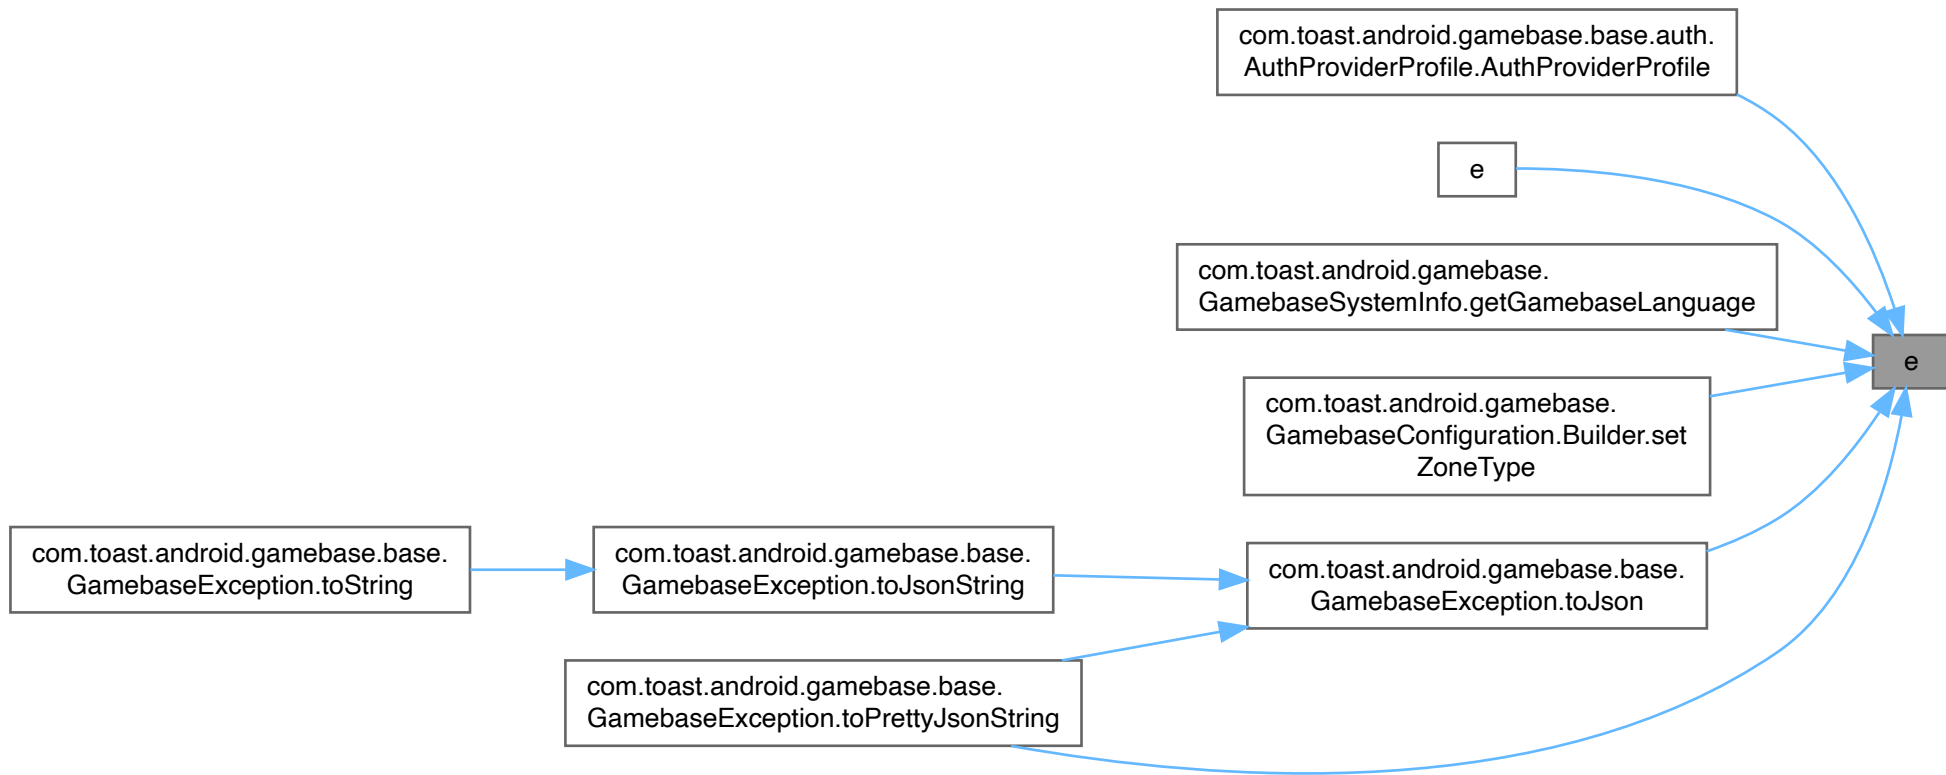 com.toast.android.gamebase.base.auth.
AuthProviderProfile.AuthProviderProfile
e
com.toast.android.gamebase.
GamebaseSystemInfo.getGamebaseLanguage
e
com.toast.android.gamebase.
GamebaseConfiguration.Builder.set
ZoneType
com.toast.android.gamebase.base.
GamebaseException.toString
com.toast.android.gamebase.base.
GamebaseException.toJsonString
com.toast.android.gamebase.base.
GamebaseException.toJson
com.toast.android.gamebase.base.
GamebaseException.toPrettyJsonString